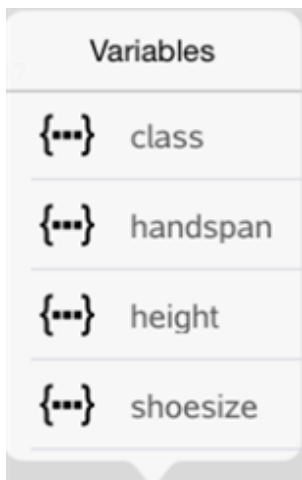 Variables
{...} class
{...} handspan
{...} height
{...} shoesize